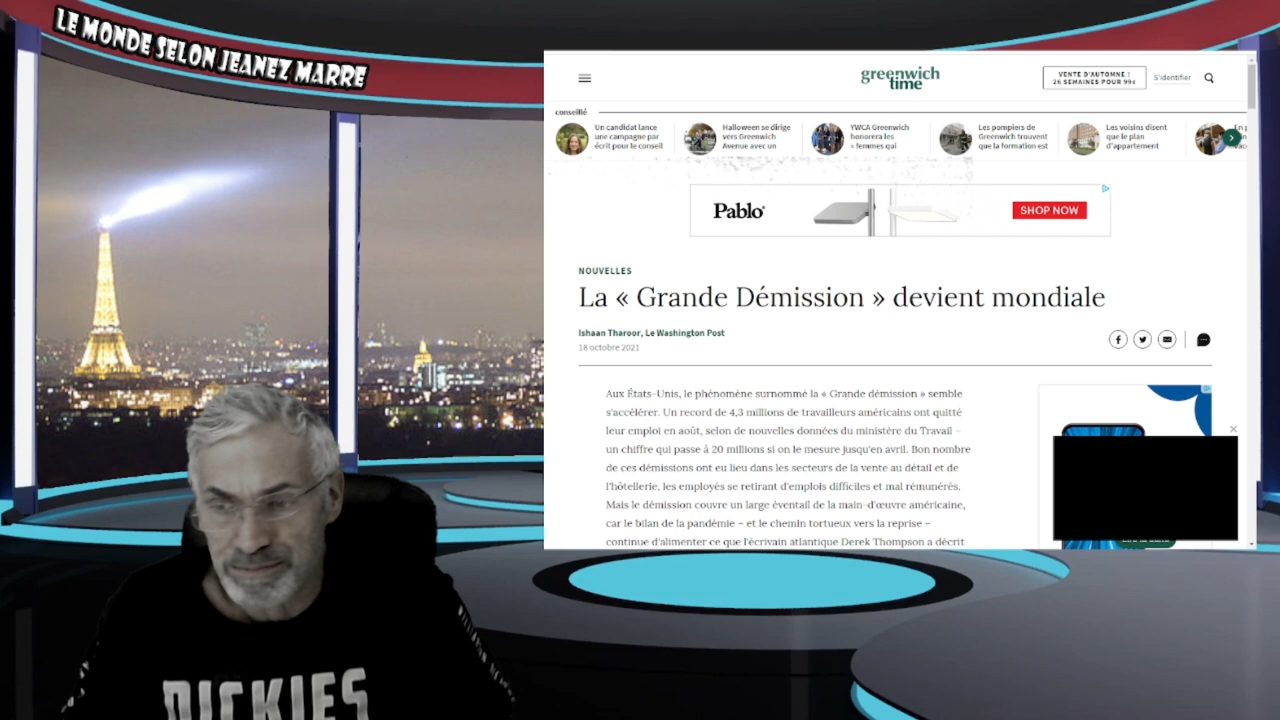 LE MONDE SELON JEANEZ MARRE
greenwich
time
VENTE D'AUTOMNE :
26 SEMAINES POUR 99¢
S'identifier
conseillé
Un candidat lance
une campagne par
écrit pour le conseil
Halloween se dirige
vers Greenwich
Avenue avec un
YWCA Greenwich
honorera les
« femmes qui
Les pompiers de
Greenwich trouvent
que la formation est
Les voisins disent
que le plan
d'appartement
En p
Pablo
SHOP NOW
NOUVELLES
La « Grande Démission » devient mondiale
Ishaan Tharoor, Le Washington Post
18 octobre 2021
Aux États-Unis, le phénomène surnommé la « Grande démission » semble
s'accélérer. Un record de 4,3 millions de travailleurs américains ont quitté
leur emploi en août, selon de nouvelles données du ministère du Travail –
un chiffre qui passe à 20 millions si on le mesure jusqu'en avril. Bon nombre
de ces démissions ont eu lieu dans les secteurs de la vente au détail et de
l'hôtellerie, les employés se retirant d'emplois difficiles et mal rémunérés.
Mais le démission couvre un large éventail de la main-d'œuvre américaine,
car le bilan de la pandémie – et le chemin tortueux vers la reprise –
continue d'alimenter ce que l'écrivain atlantique Derek Thompson a décrit
DICKIES